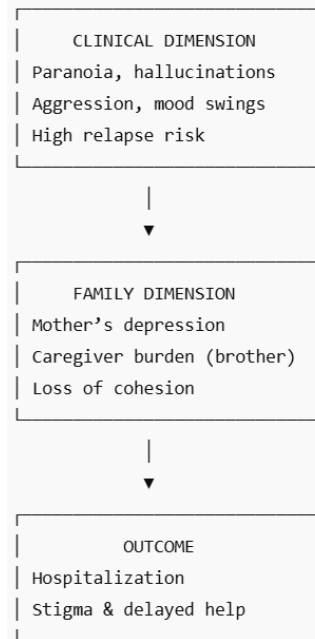 CLINICAL DIMENSION
Paranoia, hallucinations
Aggression, mood swings
High relapse risk
FAMILY DIMENSION
Mother’s depression
Caregiver burden (brother)
Loss of cohesion
OUTCOME
Hospitalization
Stigma & delayed help